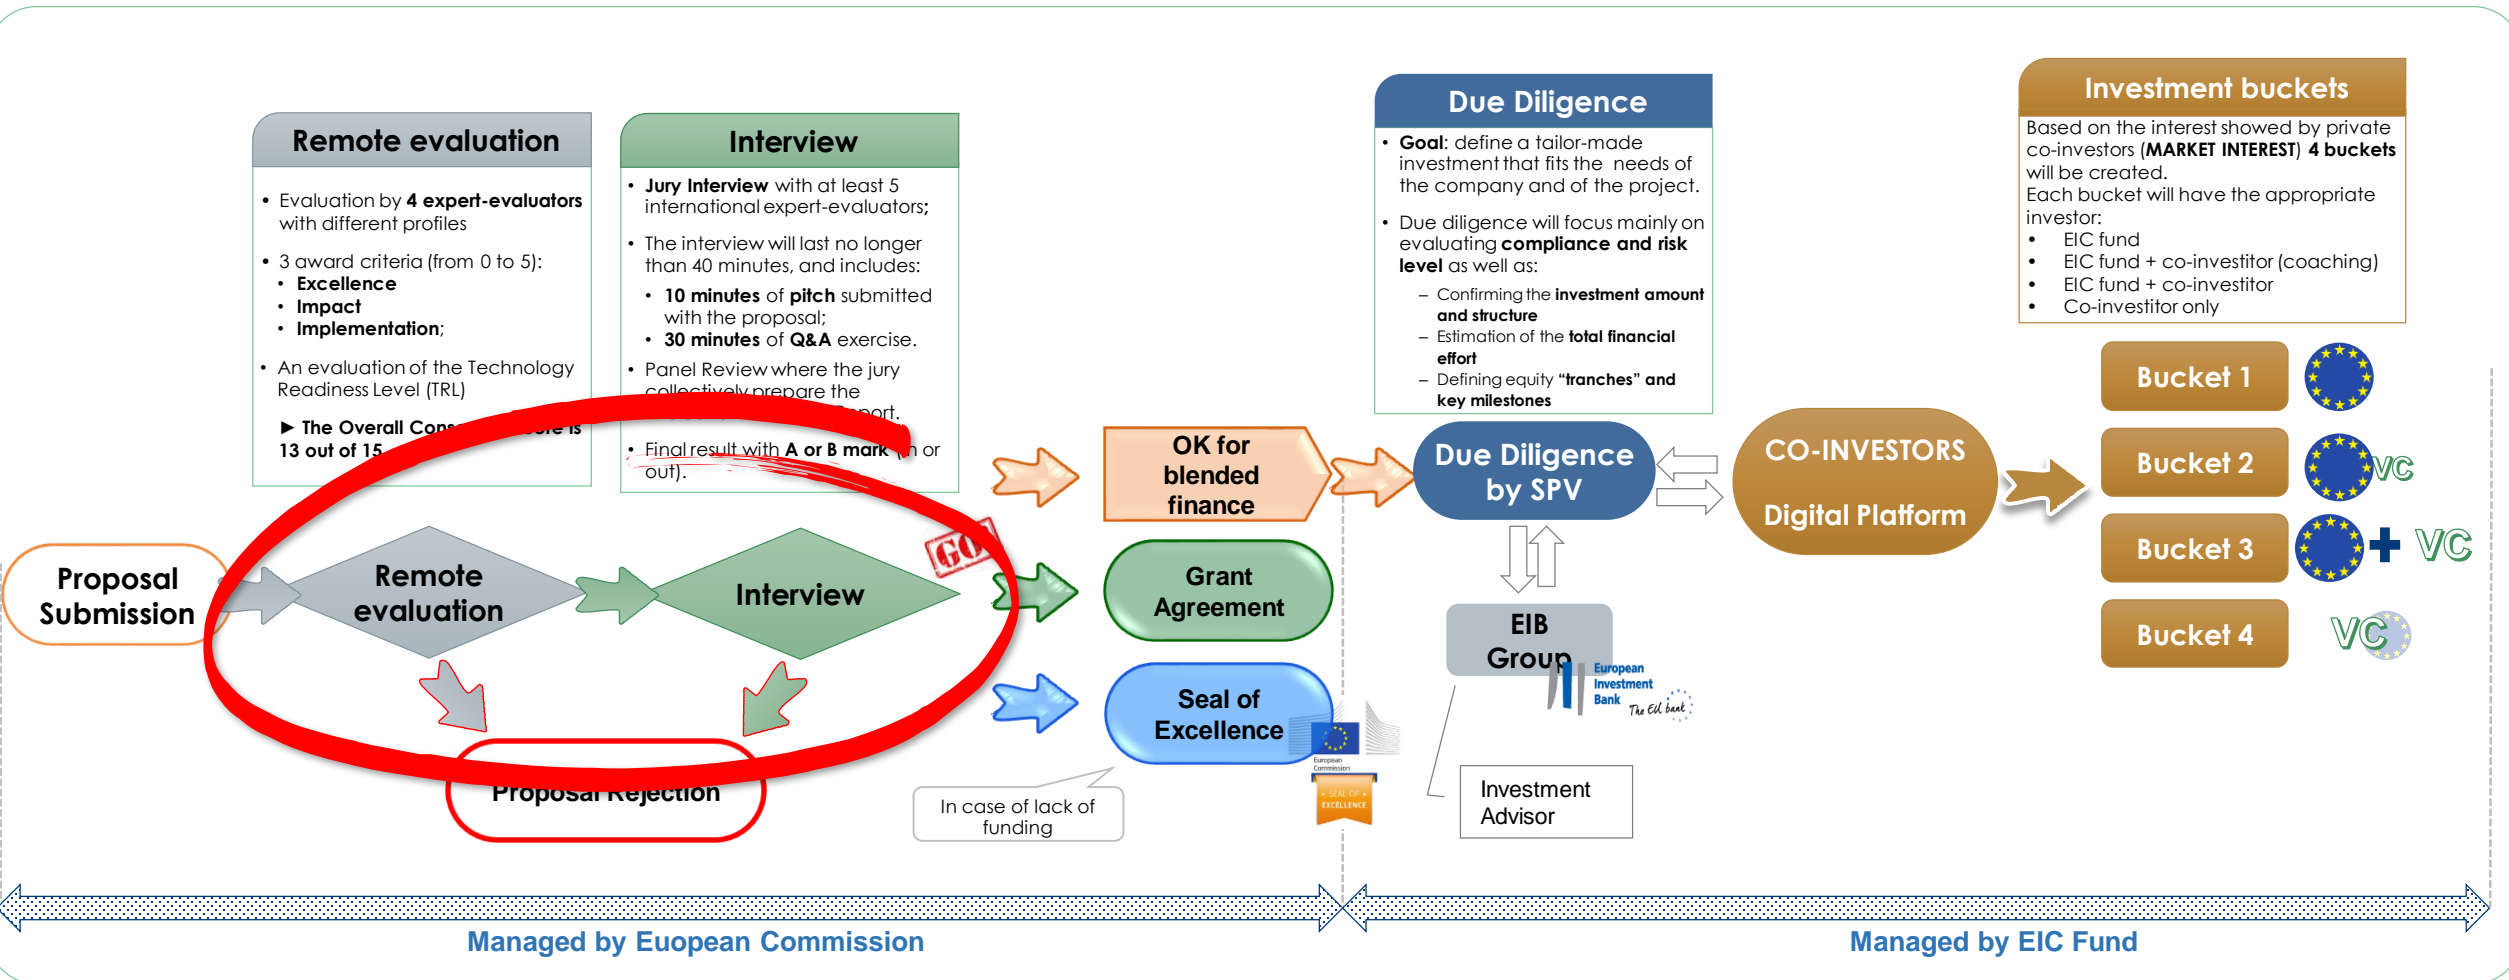 Remote evaluation
• Evaluation by 4 expert-evaluators
with different profiles
• 3 award criteria (from 0 to 5):
• Excellence
• Impact
• Implementation;
• An evaluation of the Technology
Readiness Level (TRL)
► The Overall is
13 out of 15
Interview
• Jury Interview with at least 5
international expert-evaluators;
• The interview will last no longer
than 40 minutes, and includes:
• 10 minutes of pitch submitted
with the proposal;
• 30 minutes of Q&A exercise.
• Panel Review where the jury
collectively prepare the
• Final result with A or B mark or
out).
Due Diligence
• Goal: define a tailor-made
investment that fits the needs of
the company and of the project.
• Due diligence will focus mainly on
evaluating compliance and risk
level as well as:
– Confirming the investment amount
and structure
– Estimation of the total financial
effort
– Defining equity “tranches” and
key milestones
Investment buckets
Based on the interest showed by private
co-investors (MARKET INTEREST) 4 buckets
will be created.
Each bucket will have the appropriate
investor:
• EIC fund
• EIC fund + co-investitor (coaching)
• EIC fund + co-investitor
• Co-investitor only
Proposal
Submission
Remote
evaluation
Interview
GO
Proposal Rejection
OK for
blended
finance
Grant
Agreement
Seal of
Excellence
In case of lack of
funding
European
Commission
SEAL OF
EXCELLENCE
Due Diligence
by SPV
EIB
Group
European
Investment
Bank
The EU bank
Investment
Advisor
CO-INVESTORS
Digital Platform
Bucket 1
Bucket 2
VC
Bucket 3
+ VC
Bucket 4
VC
Managed by Euopean Commission
Managed by EIC Fund